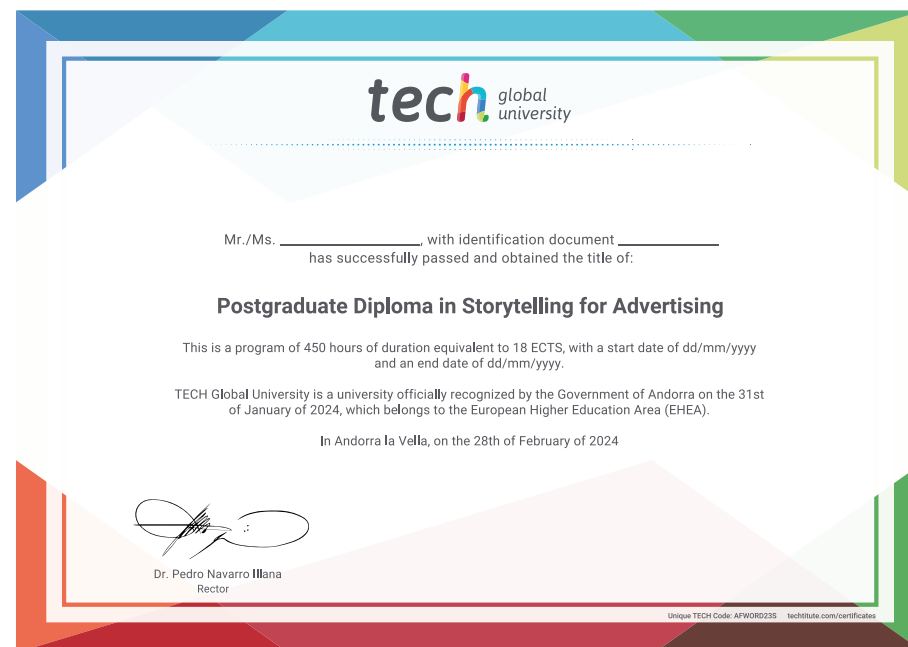 tech global
university
Mr./Ms. ____________________, with identification document ______________
has successfully passed and obtained the title of:
Postgraduate Diploma in Storytelling for Advertising
This is a program of 450 hours of duration equivalent to 18 ECTS, with a start date of dd/mm/yyyy
and an end date of dd/mm/yyyy.
TECH Global University is a university officially recognized by the Government of Andorra on the 31st
of January of 2024, which belongs to the European Higher Education Area (EHEA).
In Andorra la Vella, on the 28th of February of 2024
Dr. Pedro Navarro Illana
Rector
Unique TECH Code: AFWORD23S techtitute.com/certificates